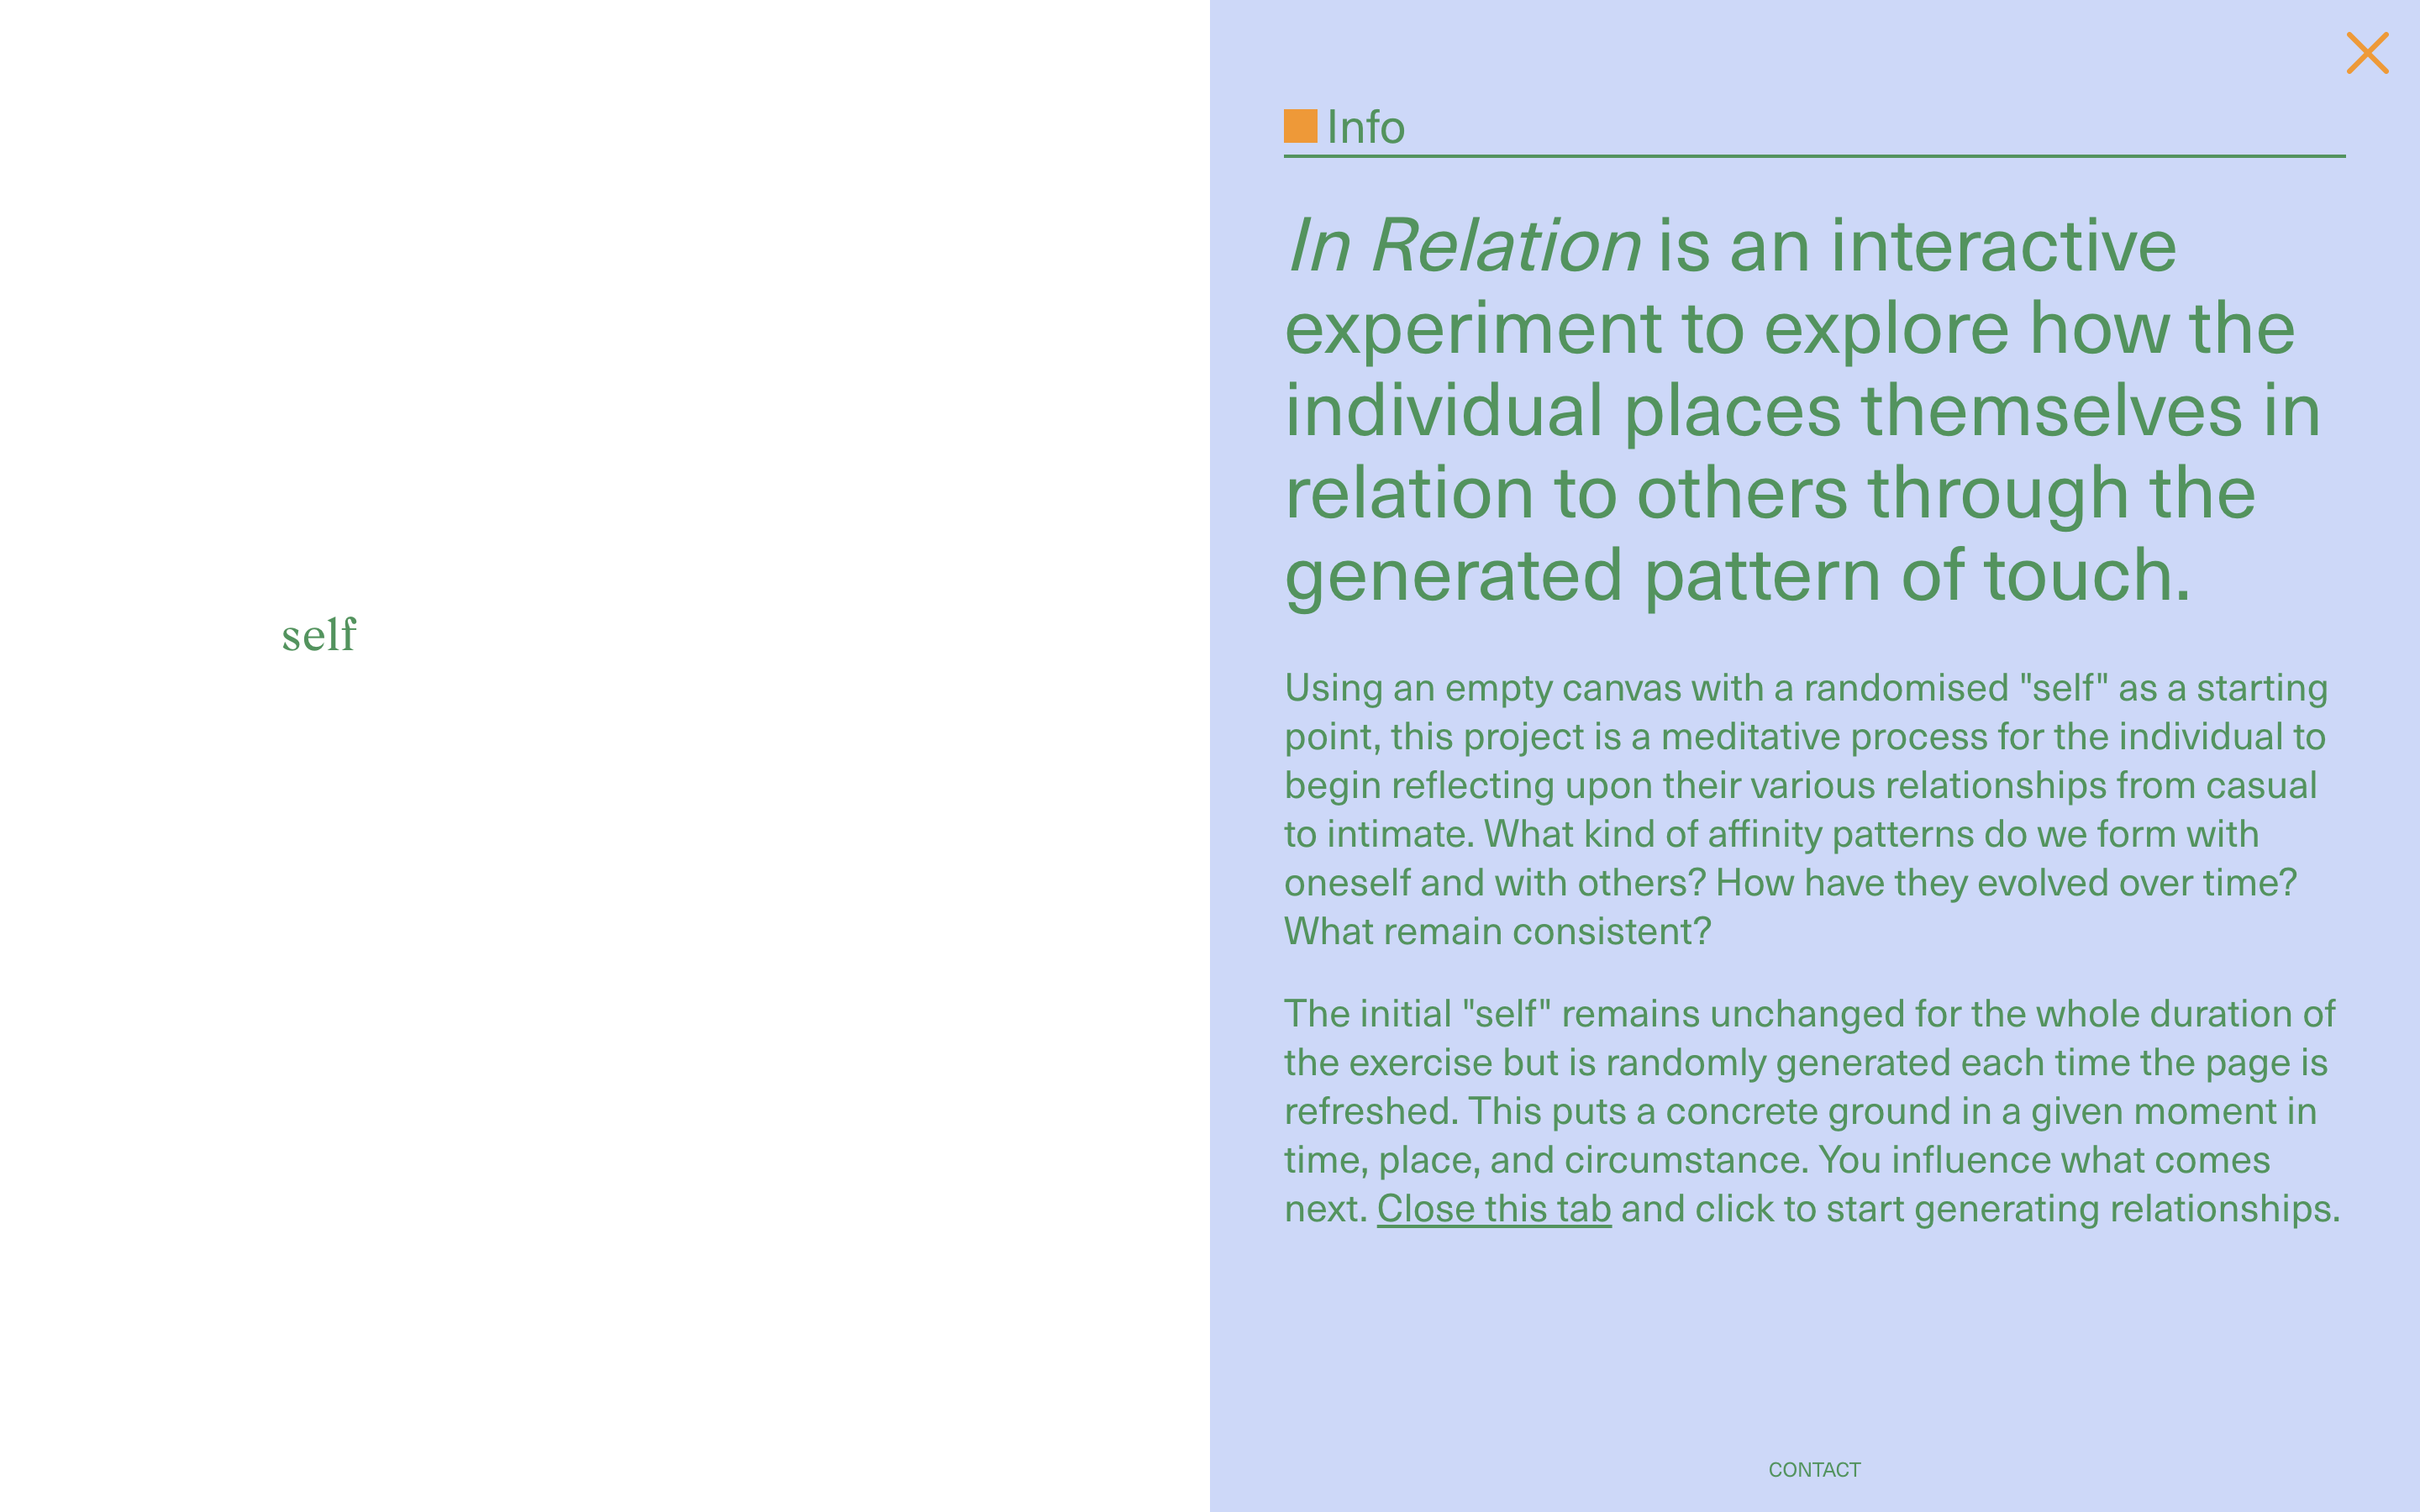 self
Info
In Relation is an interactive
experiment to explore how the
individual places themselves in
relation to others through the
generated pattern of touch.
Using an empty canvas with a randomised "self" as a starting
point, this project is a meditative process for the individual to
begin reflecting upon their various relationships from casual
to intimate. What kind of affinity patterns do we form with
oneself and with others? How have they evolved over time?
What remain consistent?
The initial "self" remains unchanged for the whole duration of
the exercise but is randomly generated each time the page is
refreshed. This puts a concrete ground in a given moment in
time, place, and circumstance. You influence what comes
next. Close this tab and click to start generating relationships.
CONTACT